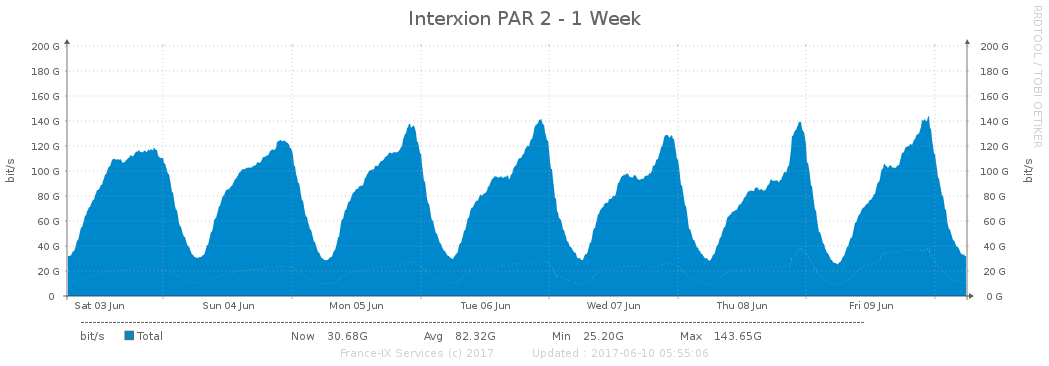 Interxion PAR 2 - 1 Week
RRDTOOL / TOBI OETIKER
200 G 200 G
180 G 180 G
160 G 160 G
140 G 140 G
120 G 120 G
100 G 100 G
80 G 80 G
60 G 60 G
40 G 40 G
20 G 20 G
0 0 G
bit/s bit/s
Sat 03 Jun Sun 04 Jun Mon 05 Jun Tue 06 Jun Wed 07 Jun Thu 08 Jun Fri 09 Jun
bit/s Total Now 30.68G Avg 82.32G Min 25.20G Max 143.65G
France-IX Services (c) 2017 Updated : 2017-06-10 05:55:06